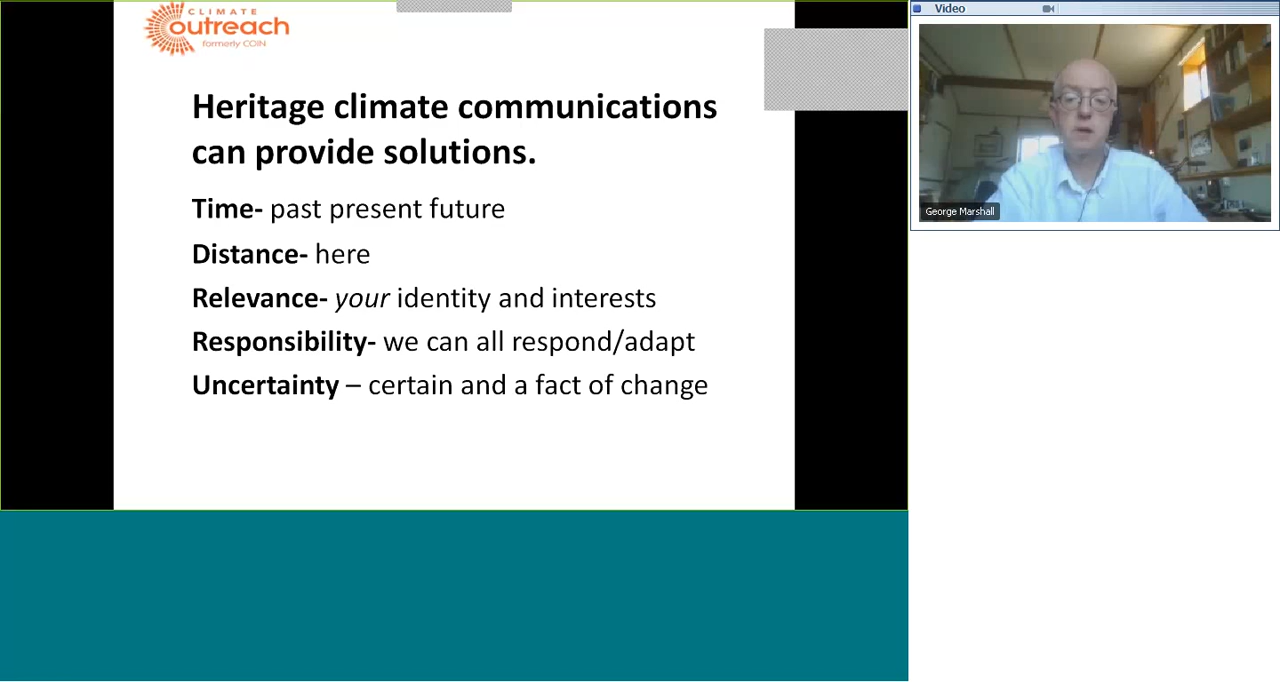 CLIMATE
outreach
formerly COIN
Heritage climate communications
can provide solutions.
Time- past present future
Distance- here
Relevance- your identity and interests
Responsibility- we can all respond/adapt
Uncertainty – certain and a fact of change
Video
George Marshall